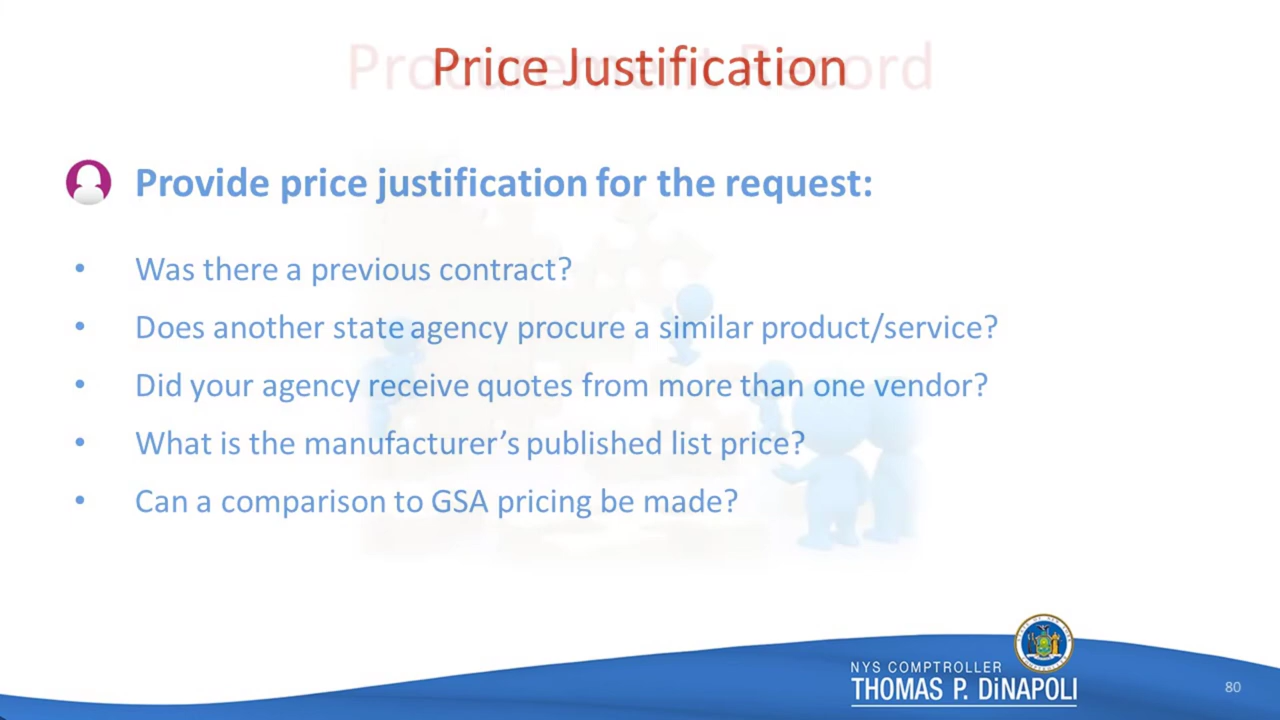 Price Justification
Procurement Record
Provide price justification for the request:
• Was there a previous contract?
• Does another state agency procure a similar product/service?
• Did your agency receive quotes from more than one vendor?
• What is the manufacturer’s published list price?
• Can a comparison to GSA pricing be made?
NYS COMPTROLLER
THOMAS P. DiNAPOLI
80